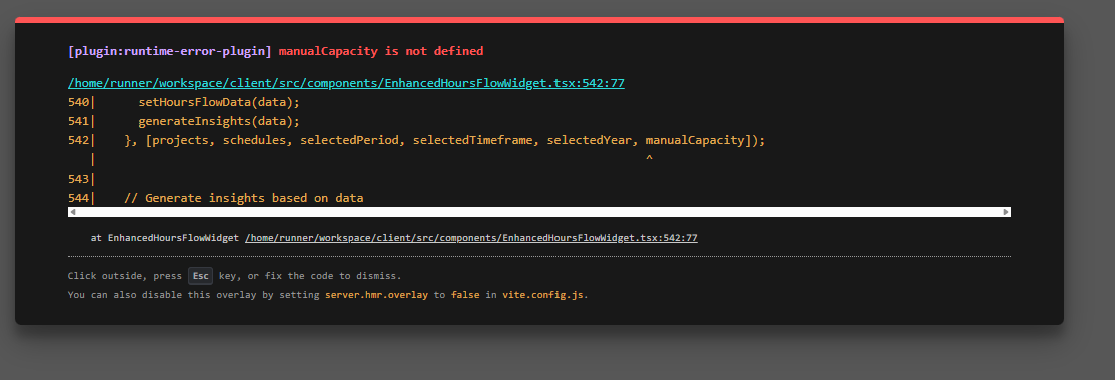 [plugin:runtime-error-plugin] manualCapacity is not defined
/home/runner/workspace/client/src/components/EnhancedHoursFlowWidget.tsx:542:77
540|      setHoursFlowData(data);
541|      generateInsights(data);
542|    }, [projects, schedules, selectedPeriod, selectedTimeframe, selectedYear, manualCapacity]);
   |                                                                             ^
543|
544|    // Generate insights based on data
at EnhancedHoursFlowWidget /home/runner/workspace/client/src/components/EnhancedHoursFlowWidget.tsx:542:77
Click outside, press Esc key, or fix the code to dismiss.
You can also disable this overlay by setting server.hmr.overlay to false in vite.config.js.